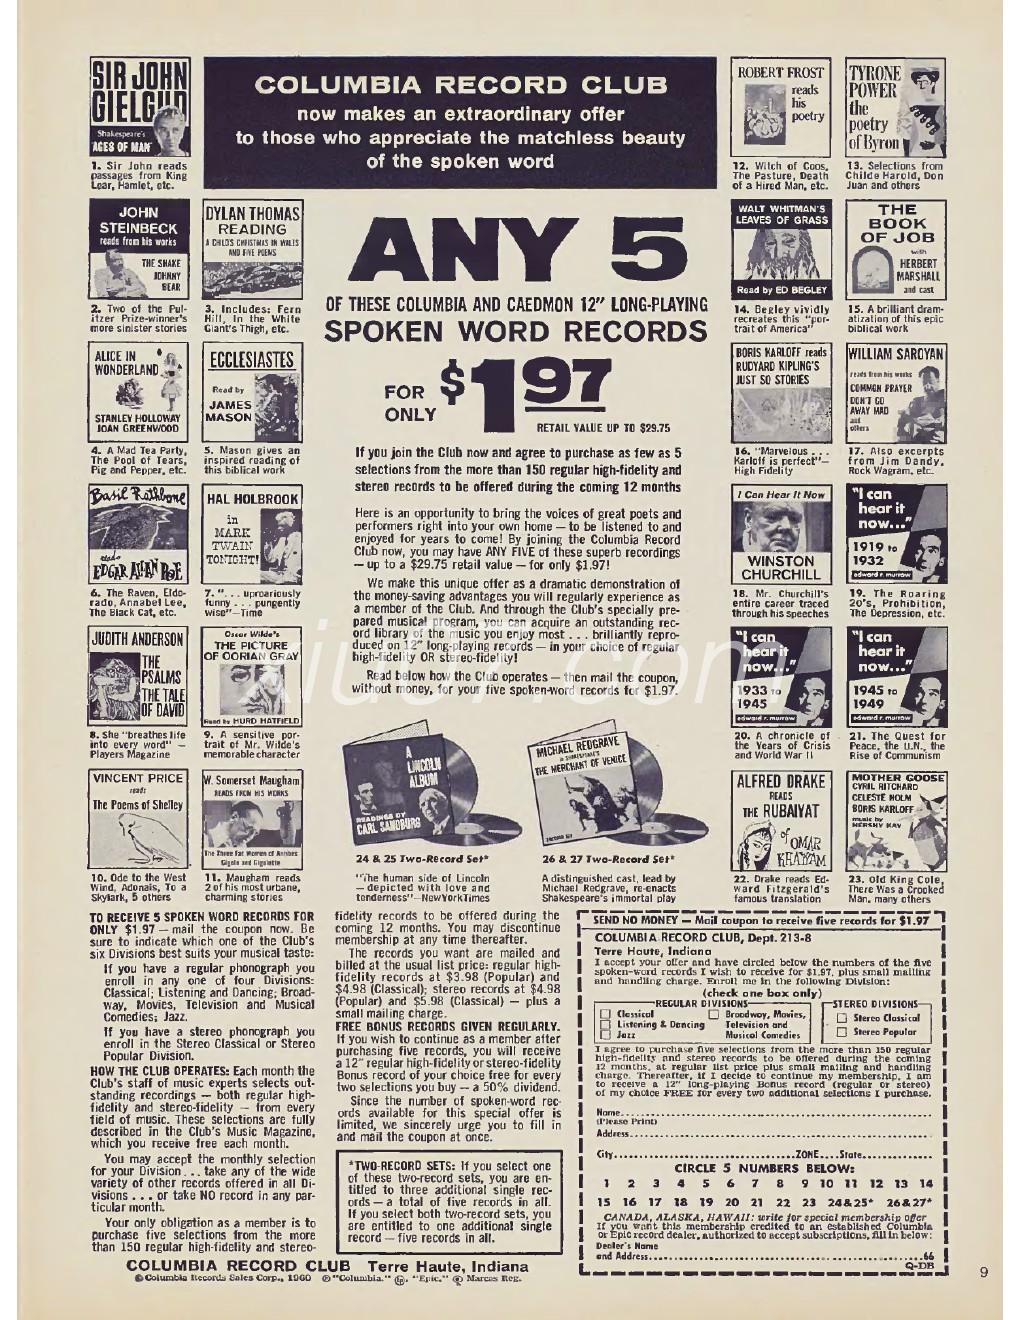 COLUMBIA RECORD CLUB
now makes an extraordinary offer
to those who appreciate the matchless beauty
of the spoken word
SIR JOHN
GIELGUD
Shakespeare's
"AGES OF MAN"
1. Sir John reads
passages from King
Lear, Hamlet, etc.
JOHN
STEINBECK
reads from his works
THE SNAKE
JOHNNY
BEAR
2. Two of the Pul-
itzer Prize-winner's
more sinister stories
DYLAN THOMAS
READING
A CHILD'S CHRISTMAS IN WALES
AND FIVE POEMS
3. Includes: Fern
Hill, In the White
Giant's Thigh, etc.
ALICE IN
WONDERLAND
STANLEY HOLLOWAY
JOAN GREENWOOD
4. A Mad Tea Party,
The Pool of Tears,
Pig and Pepper, etc.
ECCLESIASTES
Read by
JAMES
MASON
5. Mason gives an
inspired reading of
this biblical work
Basil Rathbone
reads
EDGAR ALLAN POE
6. The Raven, Eldo-
rado, Annabel Lee,
The Black Cat, etc.
HAL HOLBROOK
in
MARK
TWAIN
TONIGHT!
7. ". . . uproariously
funny . . . pungently
wise"—Time
JUDITH ANDERSON
THE
PSALMS
THE TALE
OF DAVID
8. She "breathes life
into every word" —
Players Magazine
Oscar Wilde's
THE PICTURE
OF DORIAN GRAY
Read by HURD HATFIELD
9. A sensitive por-
trait of Mr. Wilde's
memorable character
VINCENT PRICE
reads
The Poems of Shelley
10. Ode to the West
Wind, Adonais, To a
Skylark, 5 others
W. Somerset Maugham
READS FROM HIS WORKS
The Three Fat Women of Antibes
Gigolo and Gigolette
11. Maugham reads
2 of his most urbane,
charming stories
ANY 5
OF THESE COLUMBIA AND CAEDMON 12" LONG-PLAYING
SPOKEN WORD RECORDS
FOR
ONLY
$1.97
RETAIL VALUE UP TO $29.75
If you join the Club now and agree to purchase as few as 5
selections from the more than 150 regular high-fidelity and
stereo records to be offered during the coming 12 months
Here is an opportunity to bring the voices of great poets and
performers right into your own home — to be listened to and
enjoyed for years to come! By joining the Columbia Record
Club now, you may have ANY FIVE of these superb recordings
— up to a $29.75 retail value — for only $1.97!
We make this unique offer as a dramatic demonstration of
the money-saving advantages you will regularly experience as
a member of the Club. And through the Club's specially pre-
pared musical program, you can acquire an outstanding rec-
ord library of the music you enjoy most . . . brilliantly repro-
duced on 12" long-playing records — in your choice of regular
high-fidelity OR stereo-fidelity!
Read below how the Club operates — then mail the coupon,
without money, for your five spoken-word records for $1.97.
A
LINCOLN
ALBUM
READINGS BY
CARL SANDBURG
24 & 25 Two-Record Set*
"The human side of Lincoln
— depicted with love and
tenderness"—New York Times
MICHAEL REDGRAVE
THE MERCHANT OF VENICE
26 & 27 Two-Record Set*
A distinguished cast, lead by
Michael Redgrave, re-enacts
Shakespeare's immortal play
ROBERT FROST
reads
his
poetry
12. Witch of Coos,
The Pasture, Death
of a Hired Man, etc.
TYRONE
POWER
the
poetry
of Byron
13. Selections from
Childe Harold, Don
Juan and others
WALT WHITMAN'S
LEAVES OF GRASS
Read by ED BEGLEY
14. Begley vividly
recreates this "por-
trait of America"
THE
BOOK
OF JOB
with
HERBERT
MARSHALL
and cast
15. A brilliant dram-
atization of this epic
biblical work
BORIS KARLOFF reads
RUDYARD KIPLING'S
JUST SO STORIES
16. "Marvelous . . .
Karloff is perfect"—
High Fidelity
WILLIAM SAROYAN
reads from his works
COMMON PRAYER
DON'T GO
AWAY MAD
and
others
17. Also excerpts
from Jim Dandy,
Rock Wagram, etc.
I Can Hear It Now
WINSTON
CHURCHILL
18. Mr. Churchill's
entire career traced
through his speeches
"I can
hear it
now..."
1919 to
1932
edward r. murrow
19. The Roaring
20's, Prohibition,
The Depression, etc.
"I can
hear it
now..."
1933 to
1945
edward r. murrow
20. A chronicle of
the Years of Crisis
and World War II
"I can
hear it
now..."
1945 to
1949
edward r. murrow
21. The Quest for
Peace, the U.N., the
Rise of Communism
ALFRED DRAKE
READS
THE RUBAIYAT
of OMAR
KHAYYAM
22. Drake reads Ed-
ward Fitzgerald's
famous translation
MOTHER GOOSE
CYRIL RITCHARD
CELESTE HOLM
BORIS KARLOFF
music by
HERSHY KAY
23. Old King Cole,
There Was a Crooked
Man, many others
xiush.com
TO RECEIVE 5 SPOKEN WORD RECORDS FOR
ONLY $1.97 — mail the coupon now. Be
sure to indicate which one of the Club's
six Divisions best suits your musical taste:
If you have a regular phonograph you
enroll in any one of four Divisions:
Classical; Listening and Dancing; Broad-
way, Movies, Television and Musical
Comedies; Jazz.
If you have a stereo phonograph you
enroll in the Stereo Classical or Stereo
Popular Division.
HOW THE CLUB OPERATES: Each month the
Club's staff of music experts selects out-
standing recordings — both regular high-
fidelity and stereo-fidelity — from every
field of music. These selections are fully
described in the Club's Music Magazine,
which you receive free each month.
You may accept the monthly selection
for your Division . . . take any of the wide
variety of other records offered in all Di-
visions . . . or take NO record in any par-
ticular month.
Your only obligation as a member is to
purchase five selections from the more
than 150 regular high-fidelity and stereo-
fidelity records to be offered during the
coming 12 months. You may discontinue
membership at any time thereafter.
The records you want are mailed and
billed at the usual list price: regular high-
fidelity records at $3.98 (Popular) and
$4.98 (Classical); stereo records at $4.98
(Popular) and $5.98 (Classical) — plus a
small mailing charge.
FREE BONUS RECORDS GIVEN REGULARLY.
If you wish to continue as a member after
purchasing five records, you will receive
a 12" regular high-fidelity or stereo-fidelity
Bonus record of your choice free for every
two selections you buy — a 50% dividend.
Since the number of spoken-word rec-
ords available for this special offer is
limited, we sincerely urge you to fill in
and mail the coupon at once.
*TWO-RECORD SETS: If you select one
of these two-record sets, you are en-
titled to three additional single rec-
ords — a total of five records in all.
If you select both two-record sets, you
are entitled to one additional single
record — five records in all.
COLUMBIA RECORD CLUB Terre Haute, Indiana
© Columbia Records Sales Corp., 1960 ® "Columbia," "Epic," ® Marcas Reg.
SEND NO MONEY — Mail coupon to receive five records for $1.97
COLUMBIA RECORD CLUB, Dept. 213-8
Terre Haute, Indiana
I accept your offer and have circled below the numbers of the five
spoken-word records I wish to receive for $1.97, plus small mailing
and handling charge. Enroll me in the following Division:
(check one box only)
REGULAR DIVISIONS
STEREO DIVISIONS
Classical
Listening & Dancing
Jazz
Broadway, Movies,
Television and
Musical Comedies
Stereo Classical
Stereo Popular
I agree to purchase five selections from the more than 150 regular
high-fidelity and stereo records to be offered during the coming
12 months, at regular list price plus small mailing and handling
charge. Thereafter, if I decide to continue my membership, I am
to receive a 12" long-playing Bonus record (regular or stereo)
of my choice FREE for every two additional selections I purchase.
Name
(Please Print)
Address
City ZONE State
CIRCLE 5 NUMBERS BELOW:
1 2 3 4 5 6 7 8 9 10 11 12 13 14
15 16 17 18 19 20 21 22 23 24&25* 26&27*
CANADA, ALASKA, HAWAII: write for special membership offer
If you want this membership credited to an established Columbia
or Epic record dealer, authorized to accept subscriptions, fill in below:
Dealer's Name
and Address 66
Q-DB
9